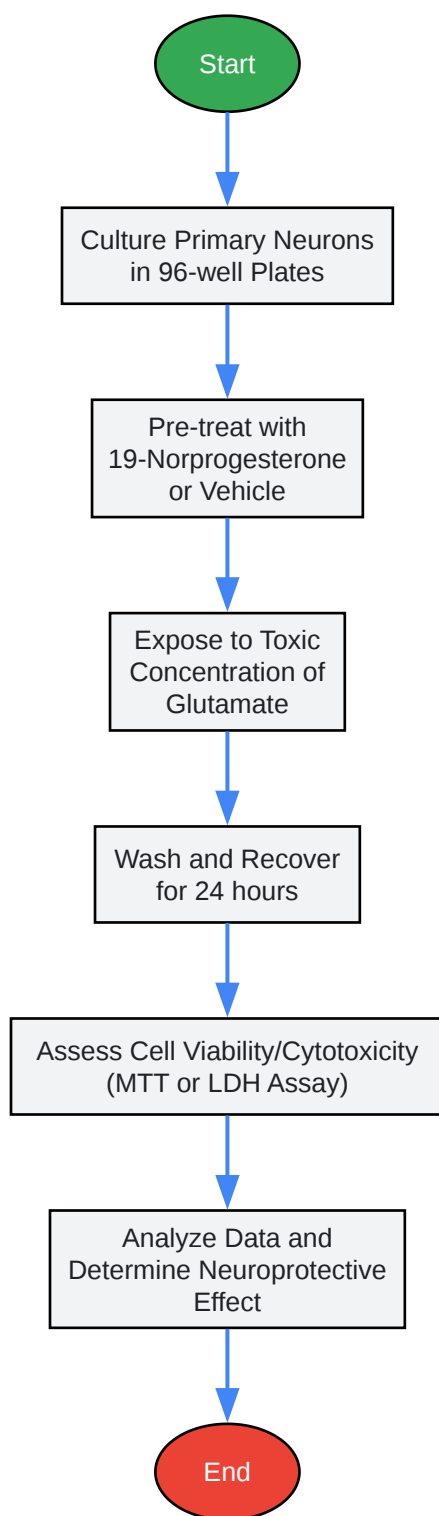 Start
Culture Primary Neurons
in 96-well Plates
Pre-treat with
19-Norprogesterone
or Vehicle
Expose to Toxic
Concentration of
Glutamate
Wash and Recover
for 24 hours
Assess Cell Viability/Cytotoxicity
(MTT or LDH Assay)
Analyze Data and
Determine Neuroprotective
Effect
End